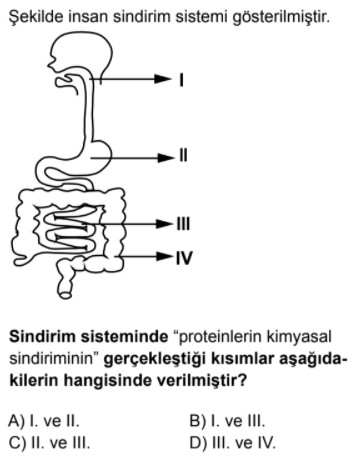 Şekilde insan sindirim sistemi gösterilmiştir.
I
II
III
IV
Sindirim sisteminde “proteinlerin kimyasal
sindiriminin” gerçekleştiği kısımlar aşağıda-
kilerin hangisinde verilmiştir?
A) I. ve II. B) I. ve III.
C) II. ve III. D) III. ve IV.